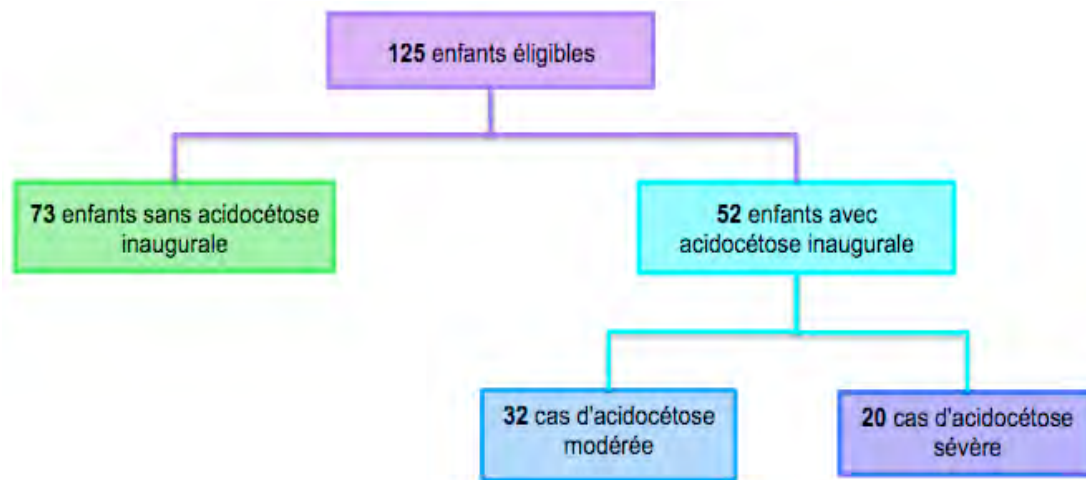 125 enfants éligibles
73 enfants sans acidocétose
inaugurale
52 enfants avec
acidocétose inaugurale
32 cas d'acidocétose
modérée
20 cas d'acidocétose
sévère